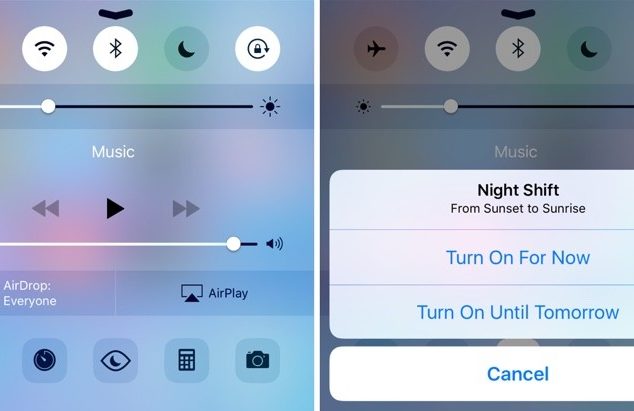 Music
AirDrop:
Everyone
AirPlay
Music
Night Shift
From Sunset to Sunrise
Turn On For Now
Turn On Until Tomorrow
Cancel